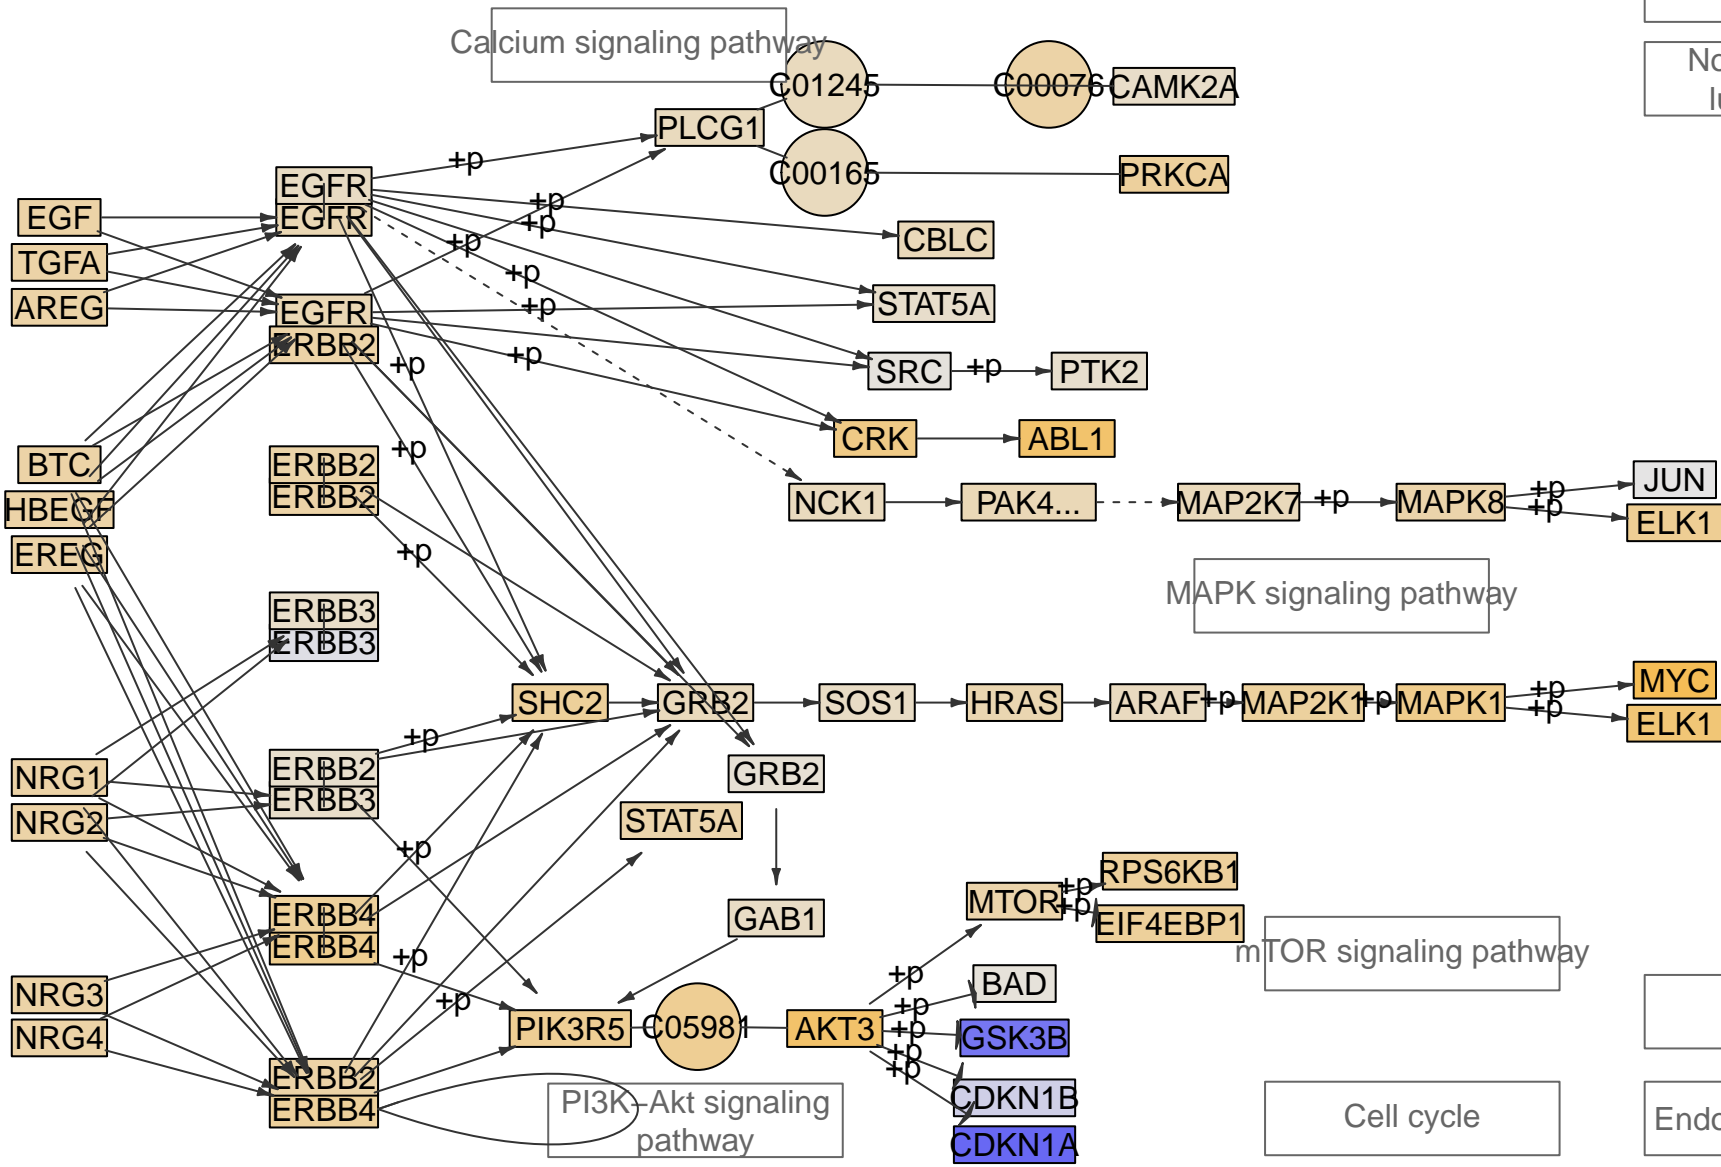 Calcium signaling pathway
C01245
C00076
CAMK2A
PLCG1
C00165
PRKCA
+p
EGFR
EGFR
EGF
TGFA
AREG
+p
+p
+p
CBLC
+p
STAT5A
+p
EGFR
ERBB2
+p
+p
SRC
+p
PTK2
CRK
ABL1
+p
BTC
HBEGF
EREG
ERBB2
ERBB2
NCK1
PAK4...
MAP2K7
+p
MAPK8
+p
+p
JUN
ELK1
+p
MAPK signaling pathway
ERBB3
ERBB3
SHC2
GRB2
SOS1
HRAS
ARAF
+p
MAP2K1
+p
MAPK1
+p
+p
MYC
ELK1
+p
NRG1
NRG2
ERBB2
ERBB3
GRB2
STAT5A
+p
ERBB4
ERBB4
GAB1
MTOR
+p
+p
RPS6KB1
EIF4EBP1
mTOR signaling pathway
+p
+p
NRG3
NRG4
+p
PIK3R5
C05981
AKT3
+p
+p
+p
+p
BAD
GSK3B
CDKN1B
CDKN1A
ERBB2
ERBB4
PI3K−Akt signaling
pathway
Cell cycle
Endo
No